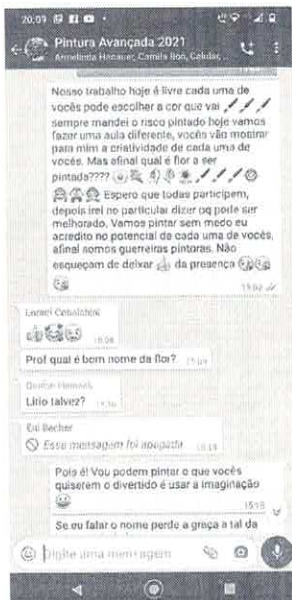 20:09
Pintura Avançada 2021
Nosso trabalho hoje é livre cada uma de
vocês pode escolher a cor que vai
sempre mandei o risco pintado hoje vamos
fazer uma aula diferente, vocês vão mostrar
para mim a criatividade de cada uma de
vocês. Mas afinal qual é flor a ser
pintada????
Espero que todas participem,
depois irei no particular dizer oq pode ser
melhorado. Vamos pintar sem medo eu
acredito no potencial de cada uma de vocês,
afinal somos guerreiras pintoras. Não
esqueçam de deixar 👍 da presença
Prof qual é bom nome da flor?
Lírio talvez?
Esse mensagem foi apagada
Pois é! Vou podem pintar o que vocês
quiserem o divertido é usar a imaginação
Se eu falar o nome perde a graça a tal da
Digite uma mensagem